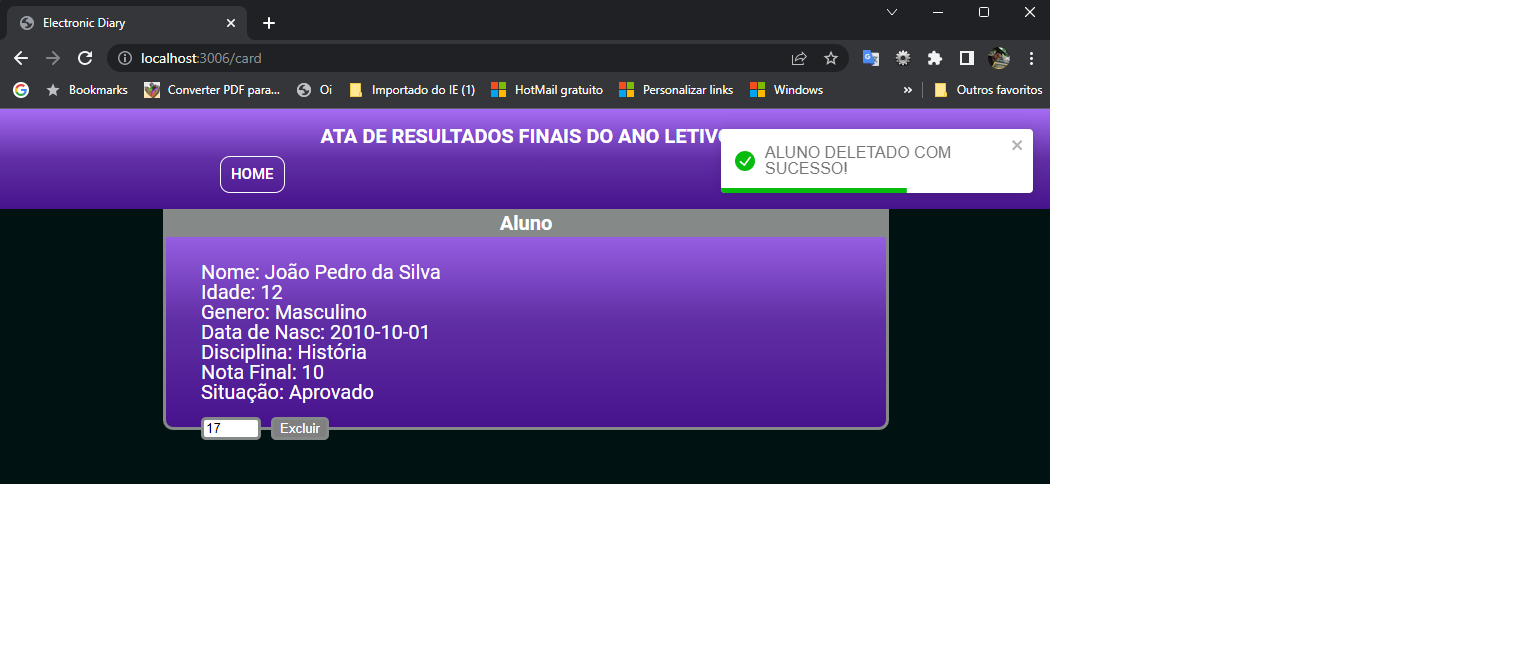 Electronic Diary
localhost:3006/card
Bookmarks Converter PDF para... Oi Importado do IE (1) HotMail gratuito Personalizar links Windows » Outros favoritos
ATA DE RESULTADOS FINAIS DO ANO LETIVO
HOME
ALUNO DELETADO COM
SUCESSO!
Aluno
Nome: João Pedro da Silva
Idade: 12
Genero: Masculino
Data de Nasc: 2010-10-01
Disciplina: História
Nota Final: 10
Situação: Aprovado
17 Excluir